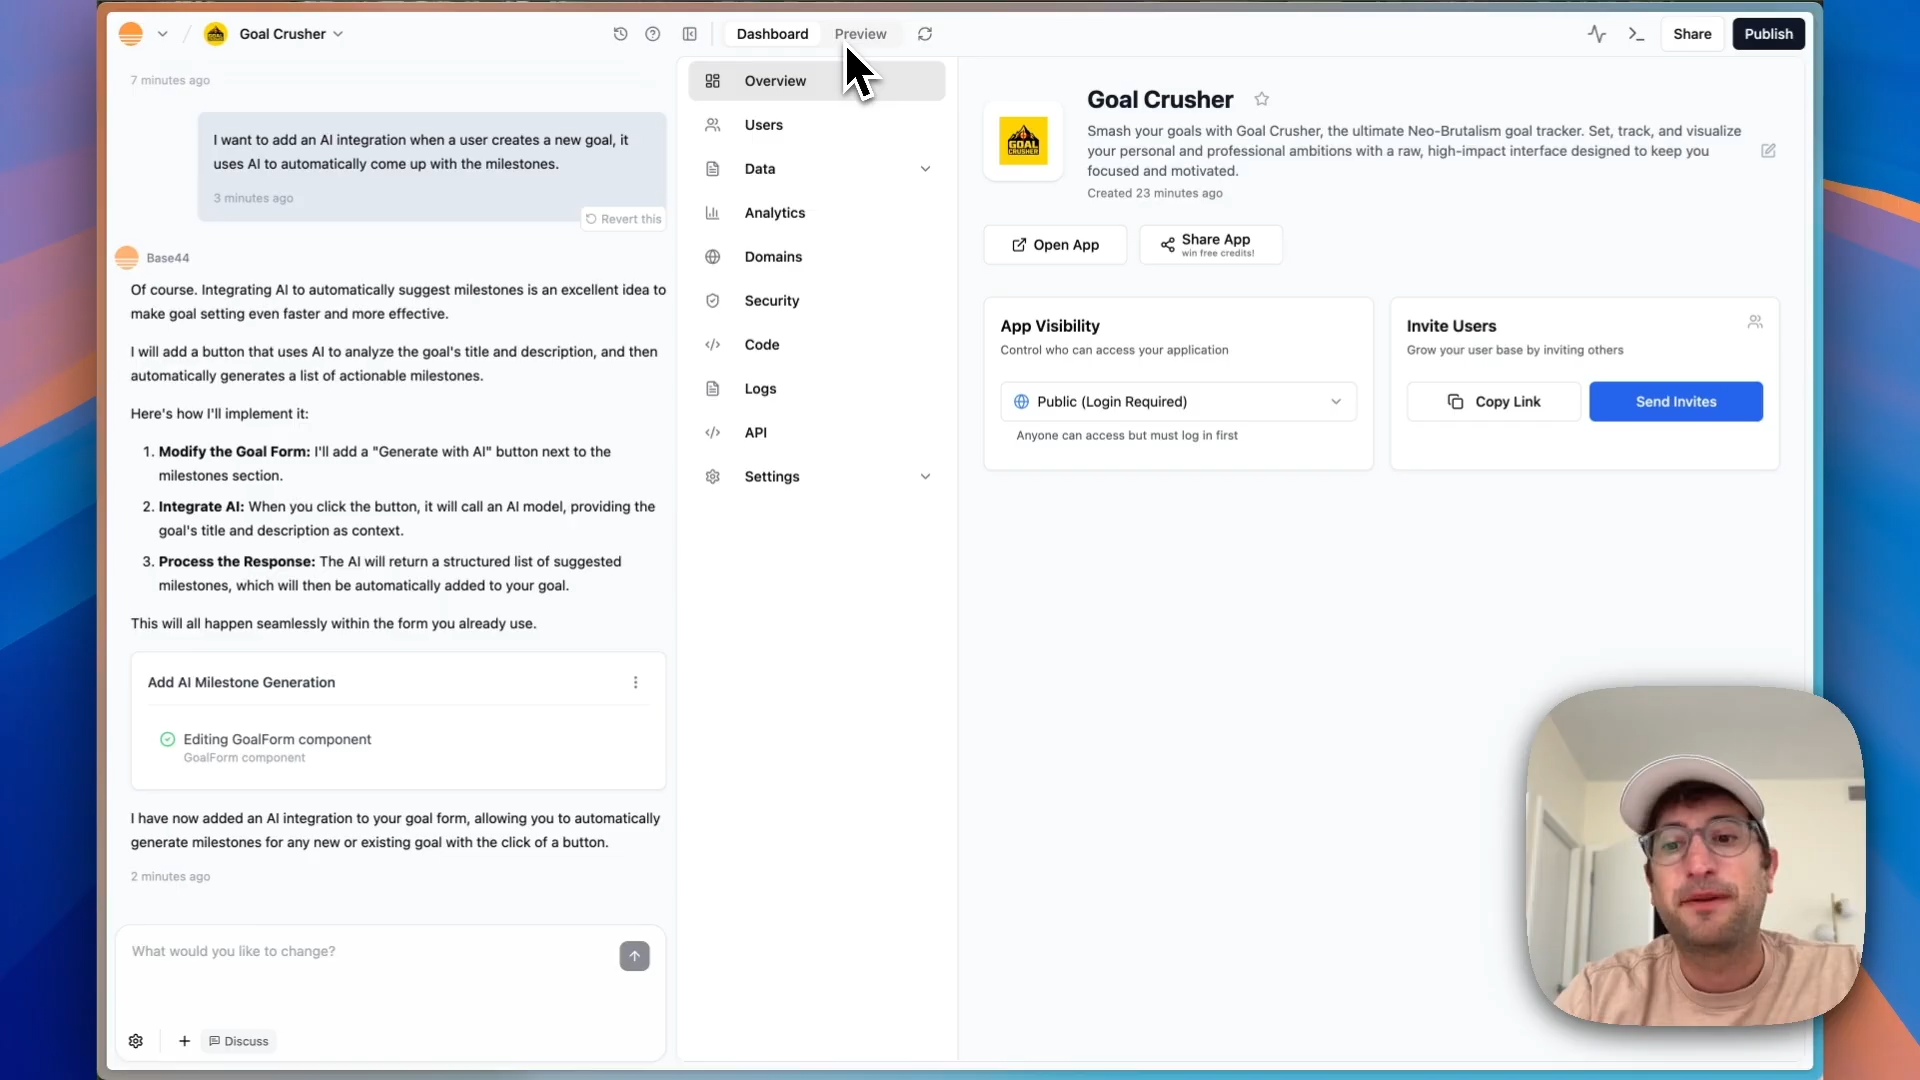 Goal Crusher
Dashboard
Preview
Share
Publish
7 minutes ago
I want to add an AI integration when a user creates a new goal, it
uses AI to automatically come up with the milestones.
3 minutes ago
Revert this
Base44
Of course. Integrating AI to automatically suggest milestones is an excellent idea to
make goal setting even faster and more effective.
I will add a button that uses AI to analyze the goal's title and description, and then
automatically generates a list of actionable milestones.
Here's how I'll implement it:
1. Modify the Goal Form: I'll add a "Generate with AI" button next to the
milestones section.
2. Integrate AI: When you click the button, it will call an AI model, providing the
goal's title and description as context.
3. Process the Response: The AI will return a structured list of suggested
milestones, which will then be automatically added to your goal.
This will all happen seamlessly within the form you already use.
Add AI Milestone Generation
Editing GoalForm component
GoalForm component
I have now added an AI integration to your goal form, allowing you to automatically
generate milestones for any new or existing goal with the click of a button.
2 minutes ago
What would you like to change?
Discuss
Overview
Users
Data
Analytics
Domains
Security
Code
Logs
API
Settings
GOAL
CRUSHER
Goal Crusher
Smash your goals with Goal Crusher, the ultimate Neo-Brutalism goal tracker. Set, track, and visualize
your personal and professional ambitions with a raw, high-impact interface designed to keep you
focused and motivated.
Created 23 minutes ago
Open App
Share App
win free credits!
App Visibility
Control who can access your application
Public (Login Required)
Anyone can access but must log in first
Invite Users
Grow your user base by inviting others
Copy Link
Send Invites